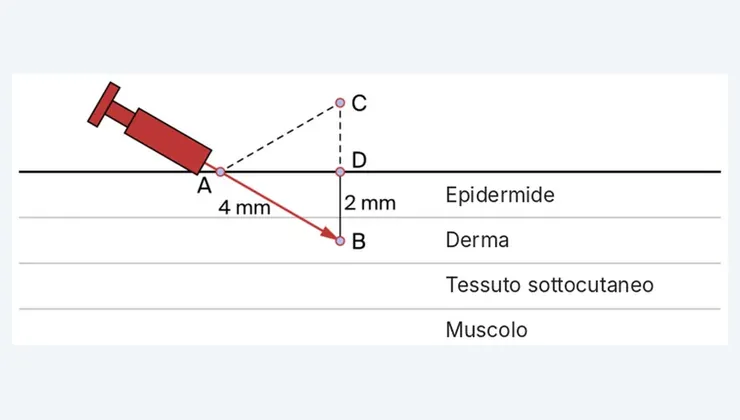 C
D
A
4 mm
2 mm
B
Epidermide
Derma
Tessuto sottocutaneo
Muscolo